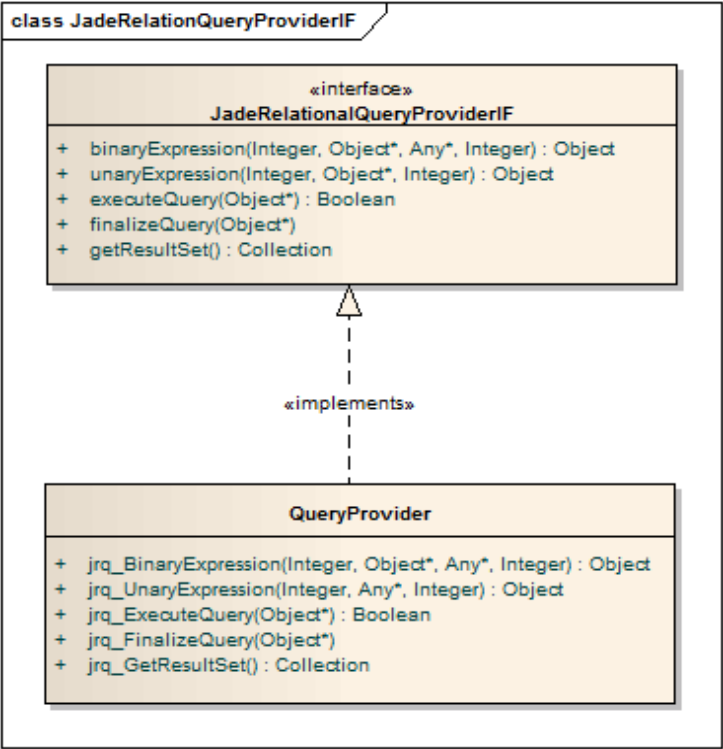 class JadeRelationQueryProviderIF
«interface»
JadeRelationalQueryProviderIF
+ binaryExpression(Integer, Object*, Any*, Integer) : Object
+ unaryExpression(Integer, Object*, Integer) : Object
+ executeQuery(Object*) : Boolean
+ finalizeQuery(Object*)
+ getResultSet() : Collection
«implements»
QueryProvider
+ jrq_BinaryExpression(Integer, Object*, Any*, Integer) : Object
+ jrq_UnaryExpression(Integer, Any*, Integer) : Object
+ jrq_ExecuteQuery(Object*) : Boolean
+ jrq_FinalizeQuery(Object*)
+ jrq_GetResultSet() : Collection